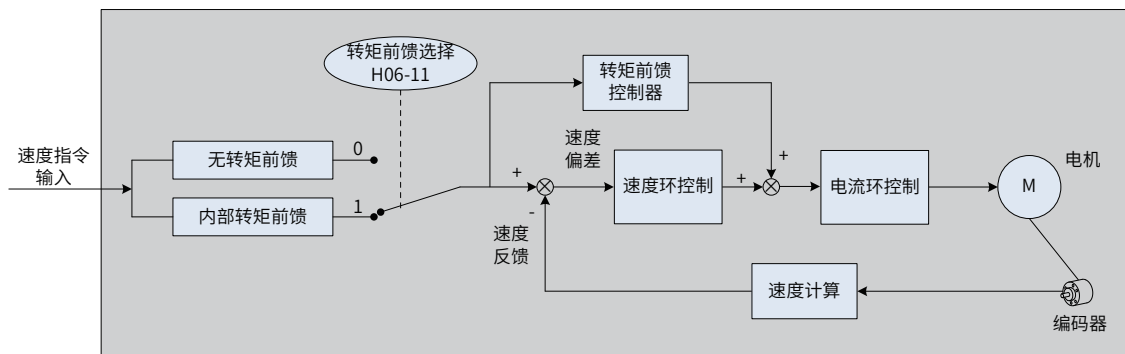 转矩前馈选择
H06-11
转矩前馈
控制器
速度指令
输入
无转矩前馈
0
内部转矩前馈
1
+
-
速度
偏差
速度环控制
+
+
电流环控制
电机
M
速度
反馈
速度计算
编码器